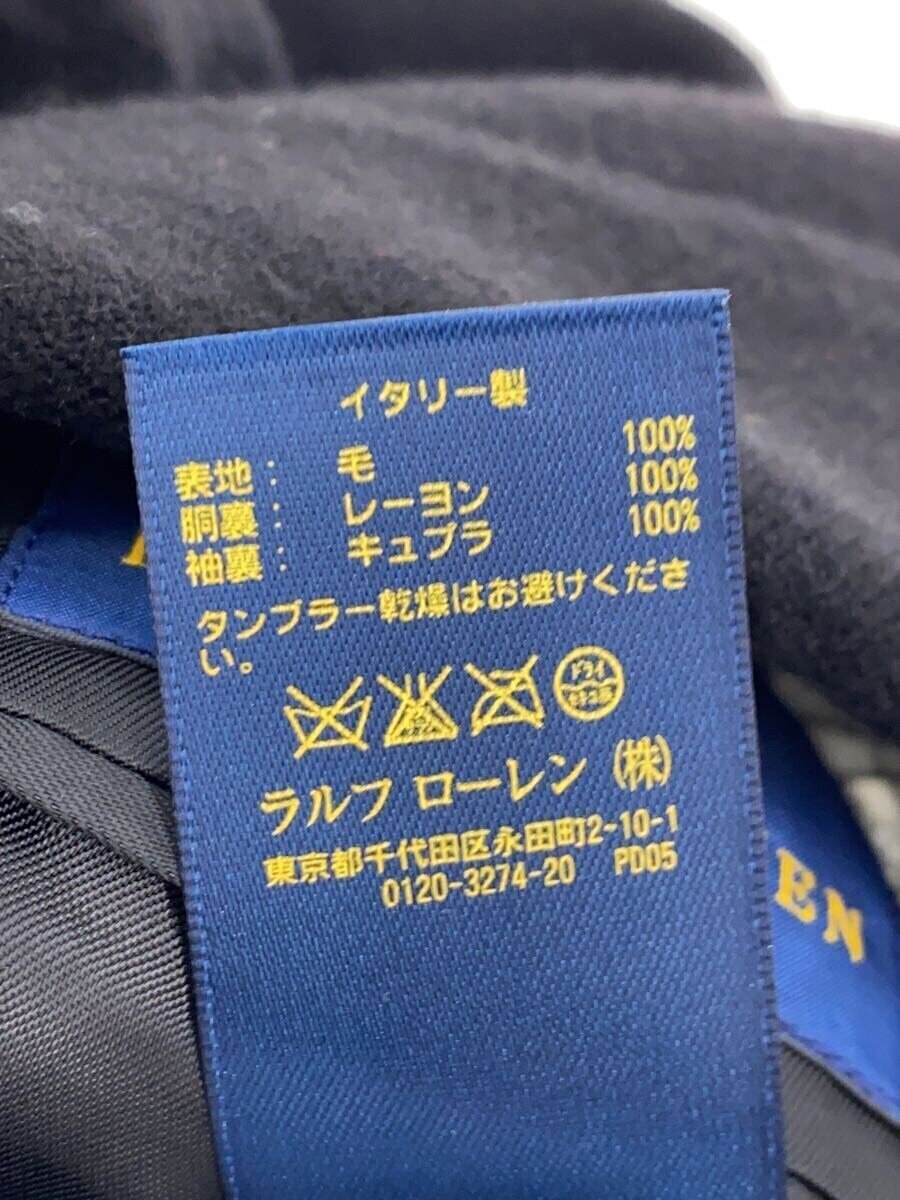 イタリー製
表地： 毛 100%
胴裏： レーヨン 100%
袖裏： キュプラ 100%
タンブラー乾燥はお避けくださ
い。
ドライ
ラルフ ローレン (株)
東京都千代田区永田町2-10-1
0120-3274-20 PD05
EN